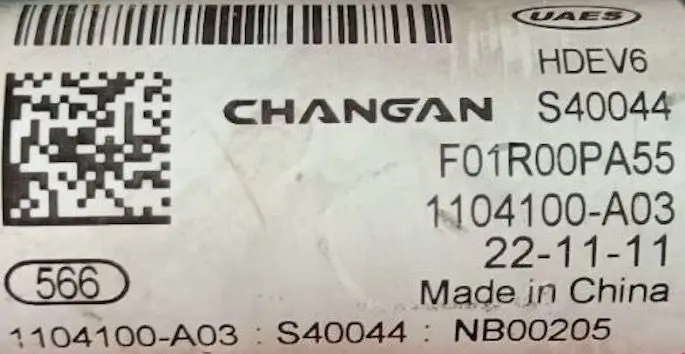 UAES
HDEV6
CHANGAN S40044
F01R00PA55
1104100-A03
22-11-11
566
Made in China
1104100-A03 : S40044 : NB00205